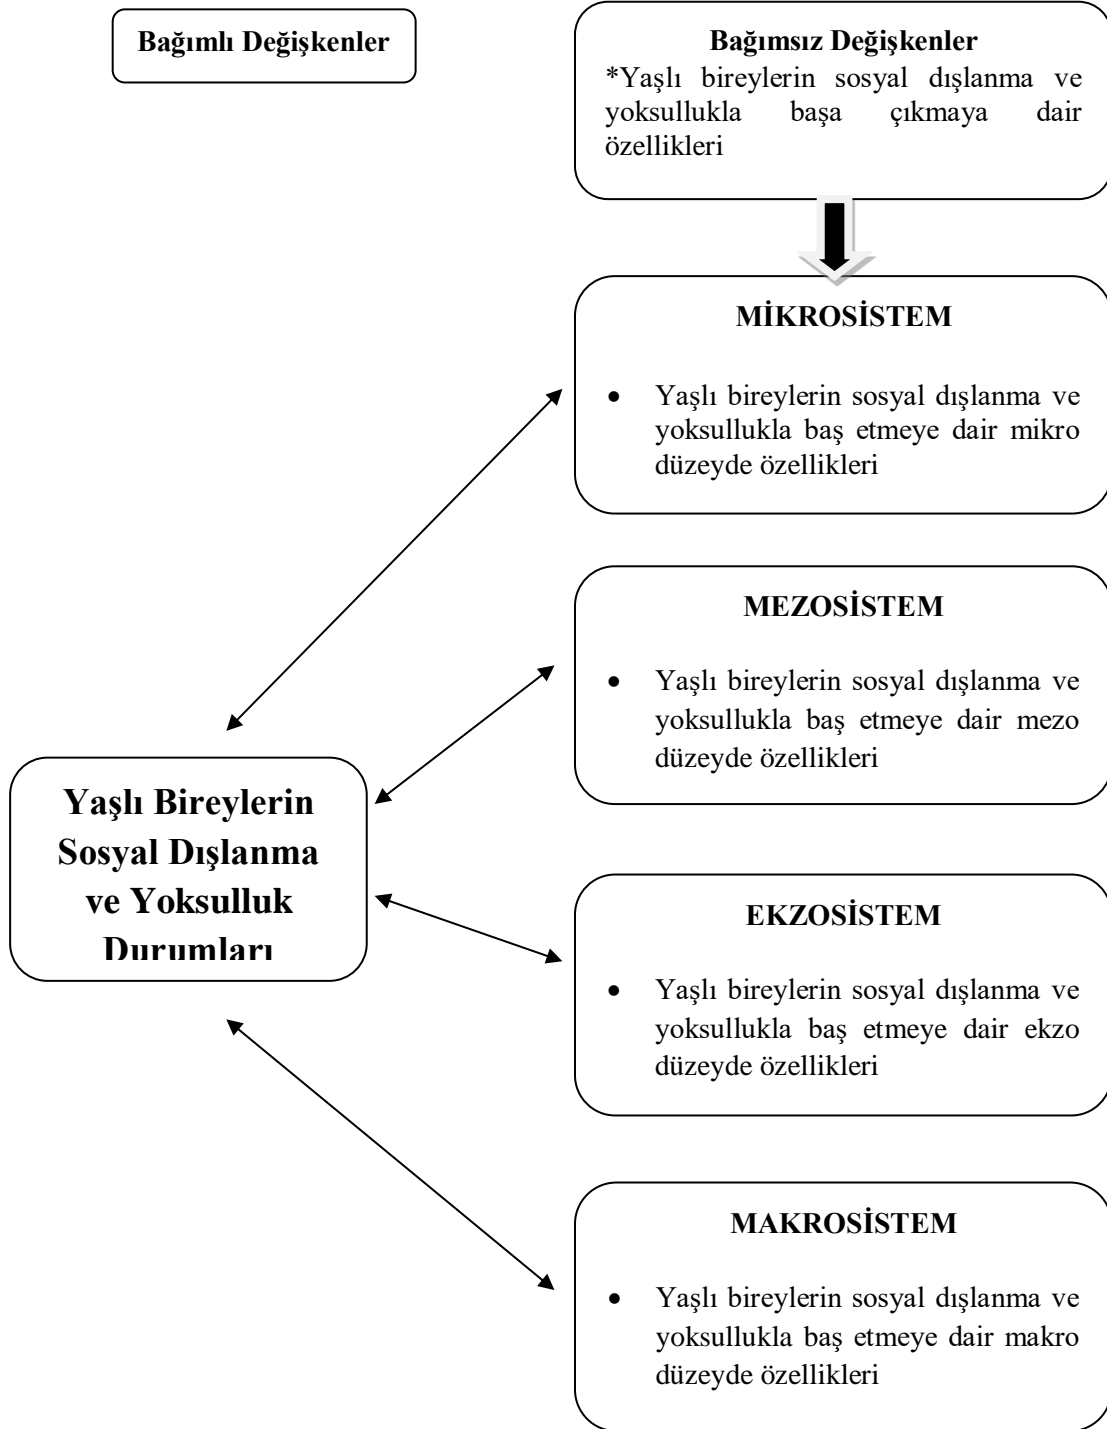 Bağımlı Değişkenler
Bağımsız Değişkenler
*Yaşlı bireylerin sosyal dışlanma ve
yoksullukla başa çıkmaya dair
özellikleri
MİKROSİSTEM
• Yaşlı bireylerin sosyal dışlanma ve
yoksullukla baş etmeye dair mikro
düzeyde özellikleri
MEZOSİSTEM
• Yaşlı bireylerin sosyal dışlanma ve
yoksullukla baş etmeye dair mezo
düzeyde özellikleri
Yaşlı Bireylerin
Sosyal Dışlanma
ve Yoksulluk
Durumları
EKZOSİSTEM
• Yaşlı bireylerin sosyal dışlanma ve
yoksullukla baş etmeye dair ekzo
düzeyde özellikleri
MAKROSİSTEM
• Yaşlı bireylerin sosyal dışlanma ve
yoksullukla baş etmeye dair makro
düzeyde özellikleri